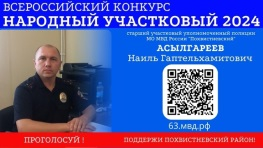 ВСЕРОССИЙСКИЙ КОНКУРС
НАРОДНЫЙ УЧАСТКОВЫЙ 2024
старший участковый уполномоченный полиции
МО МВД России "Похвистневский"
АСЫЛГАРЕЕВ
Наиль Гаптельхамитович
63.мвд.рф
ПРОГОЛОСУЙ !
ПОДДЕРЖИ ПОХВИСТНЕВСКИЙ РАЙОН!